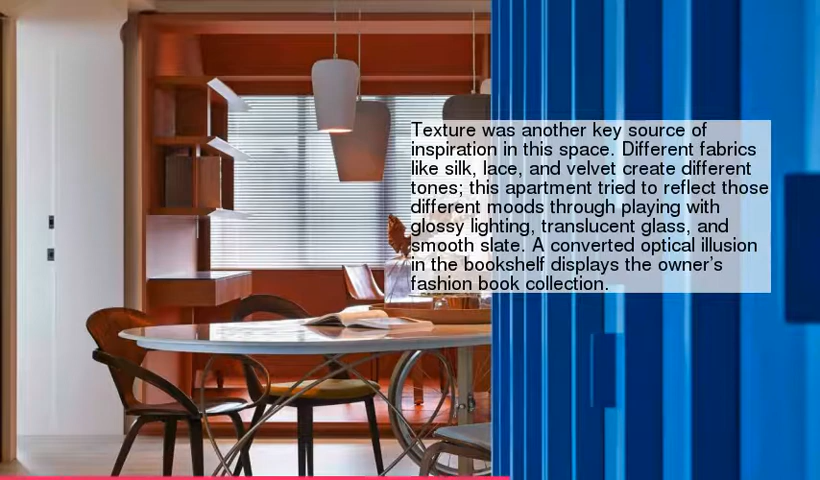 Texture was another key source of
inspiration in this space. Different fabrics
like silk, lace, and velvet create different
tones; this apartment tried to reflect those
different moods through playing with
glossy lighting, translucent glass, and
smooth slate. A converted optical illusion
in the bookshelf displays the owner’s
fashion book collection.